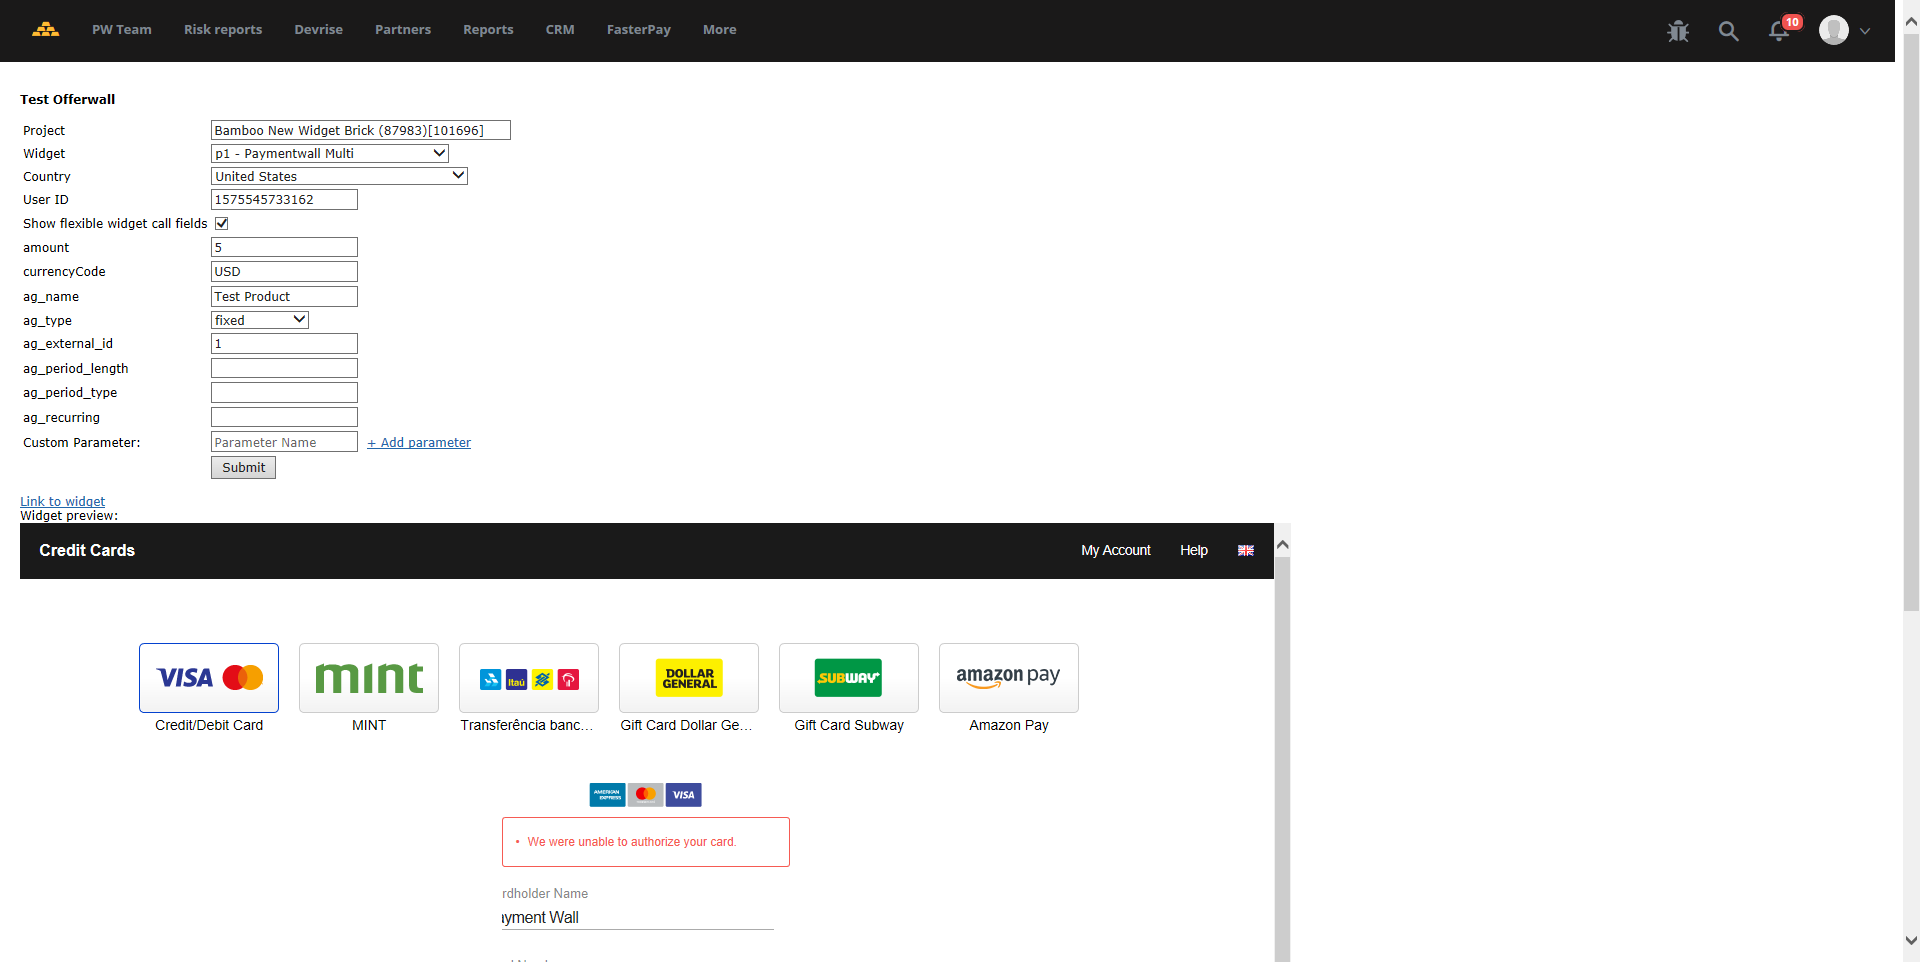 PW Team Risk reports Devrise Partners Reports CRM FasterPay More 10
Test Offerwall
Project Bamboo New Widget Brick (87983)[101696]
Widget p1 - Paymentwall Multi
Country United States
User ID 1575545733162
Show flexible widget call fields
amount 5
currencyCode USD
ag_name Test Product
ag_type fixed
ag_external_id 1
ag_period_length
ag_period_type
ag_recurring
Custom Parameter: Parameter Name + Add parameter
Submit
Link to widget
Widget preview:
Credit Cards My Account Help
VISA mint Itaú DOLLAR GENERAL SUBWAY amazon pay
Credit/Debit Card MINT Transferência banc... Gift Card Dollar Ge... Gift Card Subway Amazon Pay
AMERICAN EXPRESS VISA
• We were unable to authorize your card.
rdholder Name
yment Wall